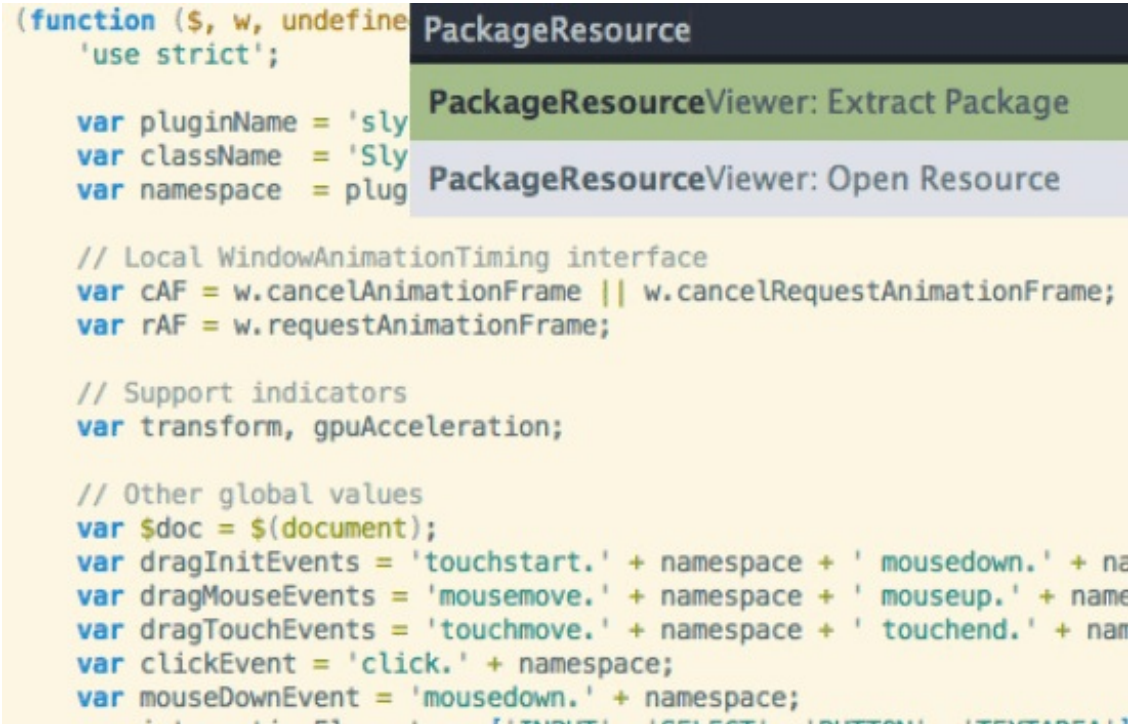 (function ($, w, undefine
'use strict';
PackageResource
PackageResourceViewer: Extract Package
PackageResourceViewer: Open Resource
var pluginName = 'sly
var className  = 'Sly
var namespace  = plug
// Local WindowAnimationTiming interface
var cAF = w.cancelAnimationFrame || w.cancelRequestAnimationFrame;
var rAF = w.requestAnimationFrame;
// Support indicators
var transform, gpuAcceleration;
// Other global values
var $doc = $(document);
var dragInitEvents = 'touchstart.' + namespace + ' mousedown.' + na
var dragMouseEvents = 'mousemove.' + namespace + ' mouseup.' + name
var dragTouchEvents = 'touchmove.' + namespace + ' touchend.' + nam
var clickEvent = 'click.' + namespace;
var mouseDownEvent = 'mousedown.' + namespace;